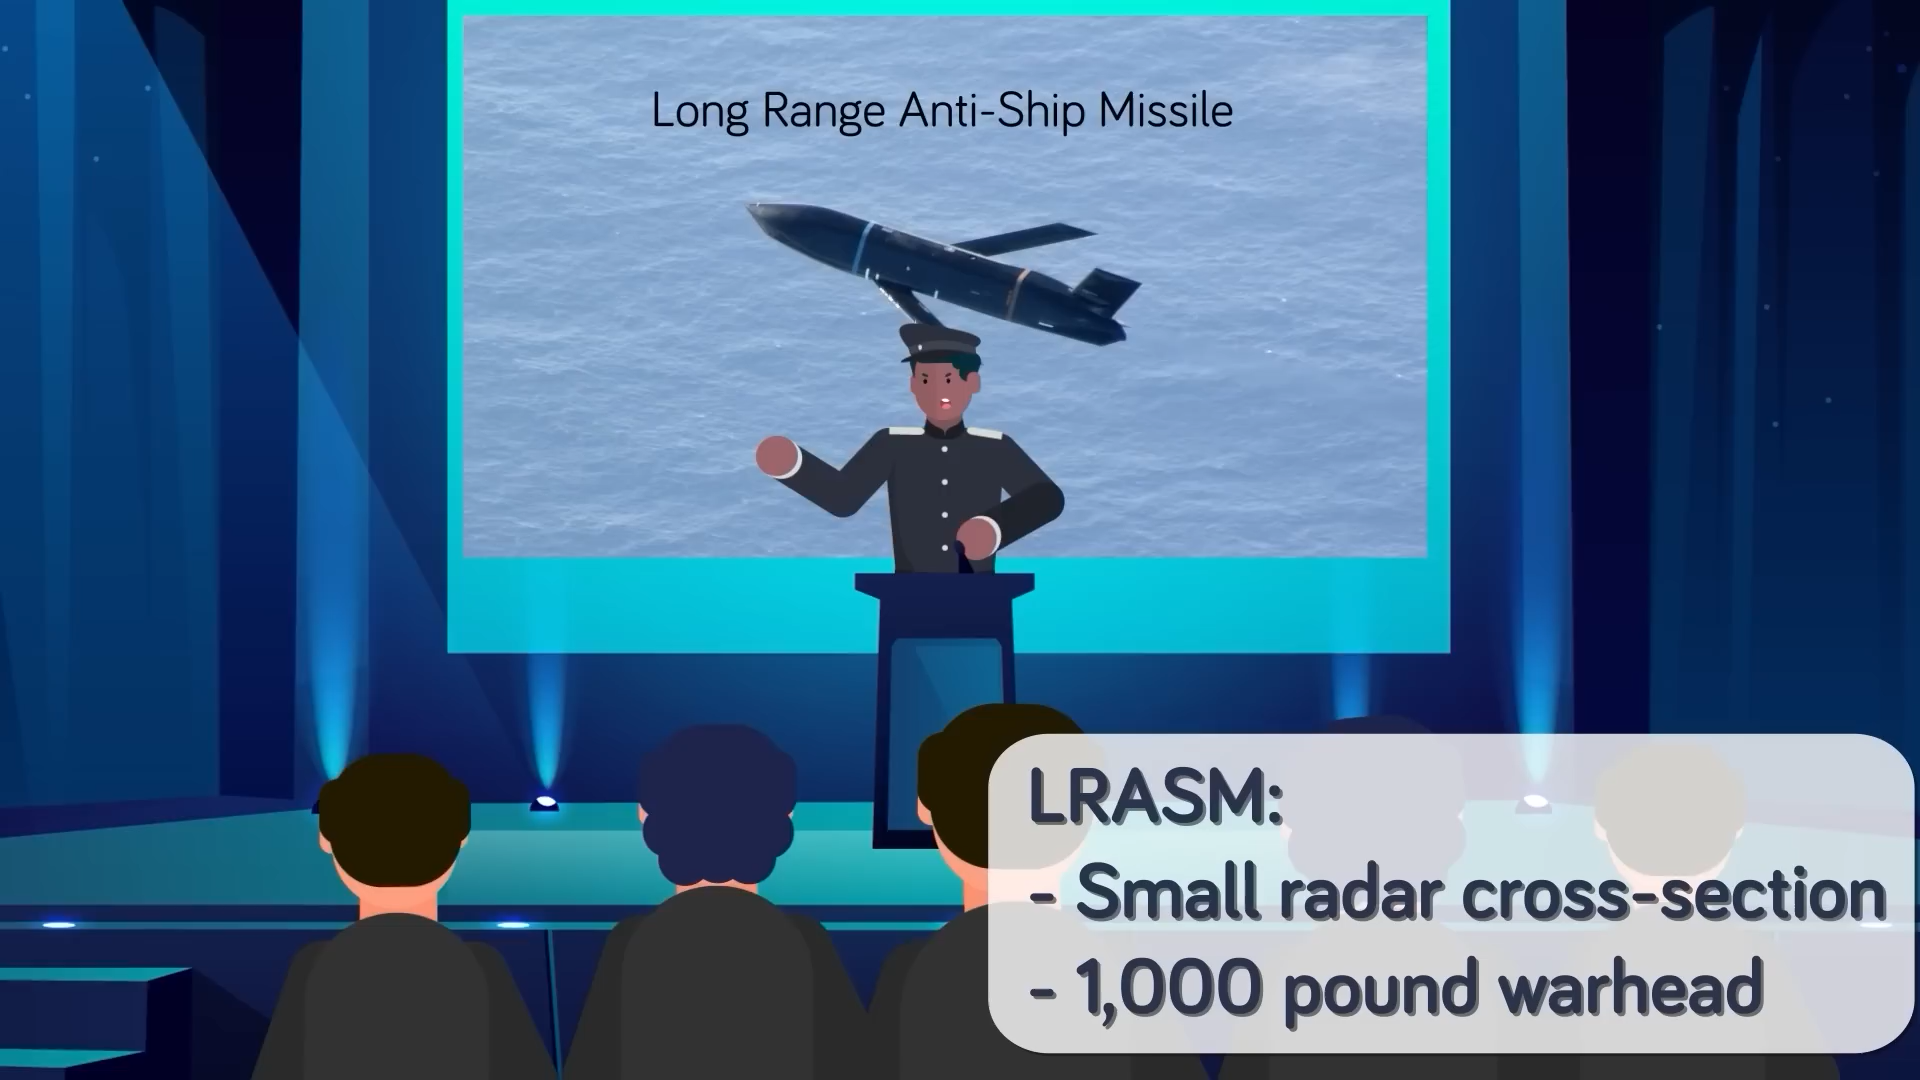 Long Range Anti-Ship Missile
LRASM:
- Small radar cross-section
- 1,000 pound warhead